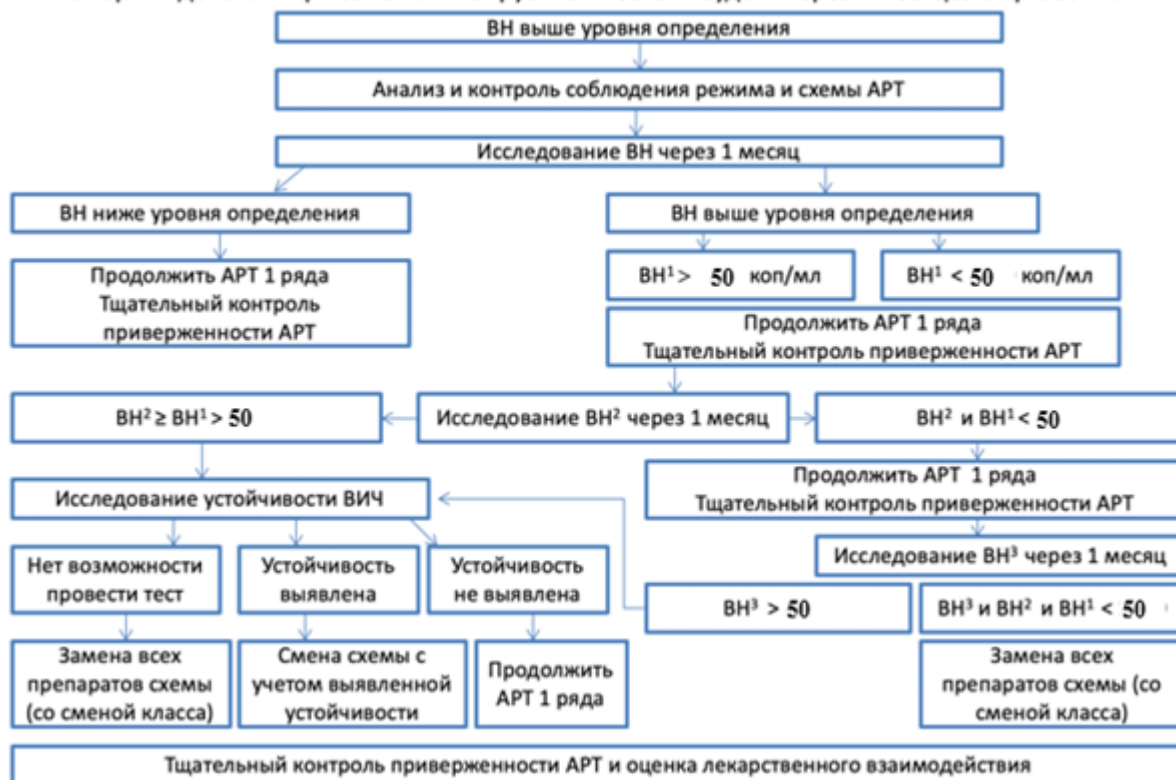 ВН выше уровня определения
Анализ и контроль соблюдения режима и схемы АРТ
Исследование ВН через 1 месяц
ВН ниже уровня определения
ВН выше уровня определения
Продолжить АРТ 1 ряда
Тщательный контроль
приверженности АРТ
ВН¹ > 50 коп/мл
ВН¹ < 50 коп/мл
Продолжить АРТ 1 ряда
Тщательный контроль приверженности АРТ
ВН² ≥ ВН¹ > 50
Исследование ВН² через 1 месяц
ВН² и ВН¹ < 50
Исследование устойчивости ВИЧ
Продолжить АРТ 1 ряда
Тщательный контроль приверженности АРТ
Исследование ВН³ через 1 месяц
Нет возможности
провести тест
Устойчивость
выявлена
Устойчивость
не выявлена
ВН³ > 50
ВН³ и ВН² и ВН¹ < 50
Замена всех
препаратов схемы
(со сменой класса)
Смена схемы с
учетом выявленной
устойчивости
Продолжить
АРТ 1 ряда
Замена всех
препаратов схемы (со
сменой класса)
Тщательный контроль приверженности АРТ и оценка лекарственного взаимодействия